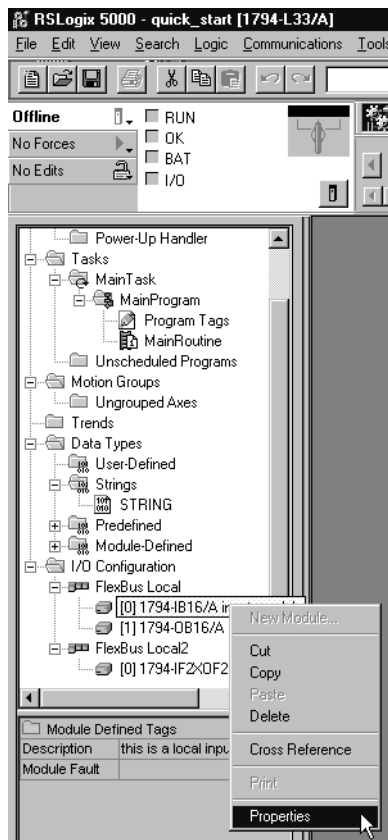 RSLogix 5000 - quick_start [1794-L33/A]
File Edit View Search Logic Communications Tools
Offline
RUN
No Forces
OK
BAT
No Edits
I/O
Power-Up Handler
Tasks
MainTask
MainProgram
Program Tags
MainRoutine
Unscheduled Programs
Motion Groups
Ungrouped Axes
Trends
Data Types
User-Defined
Strings
STRING
Predefined
Module-Defined
I/O Configuration
FlexBus Local
[0] 1794-IB16/A
[1] 1794-OB16/A
FlexBus Local2
[0] 1794-IF2XOF2
New Module...
Cut
Copy
Paste
Delete
Cross Reference
Print
Properties
Module Defined Tags
Description this is a local inpu
Module Fault